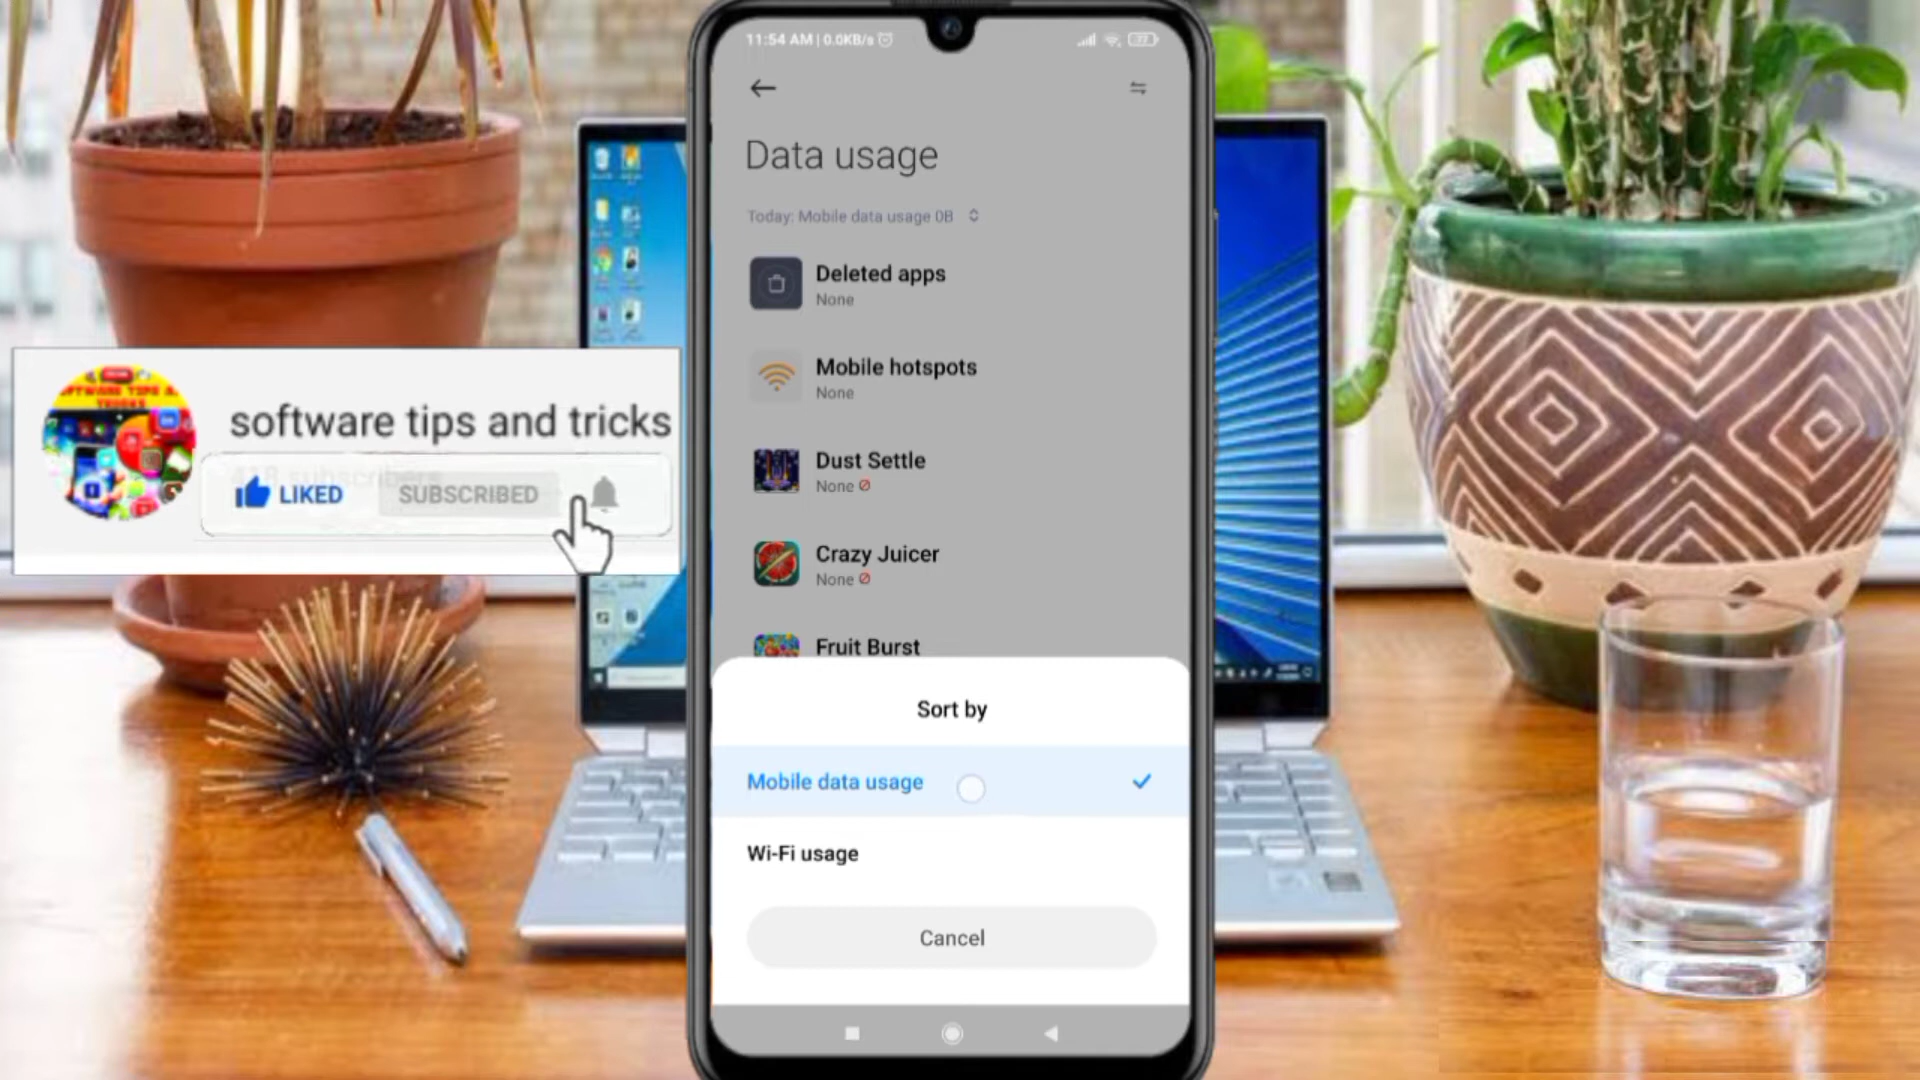 11:54 AM | 0.0KB/s
Data usage
Today: Mobile data usage 0B
Deleted apps
None
Mobile hotspots
None
Dust Settle
None
Crazy Juicer
None
Fruit Burst
Sort by
Mobile data usage
Wi-Fi usage
Cancel
software tips and tricks
subscribers
LIKED
SUBSCRIBED